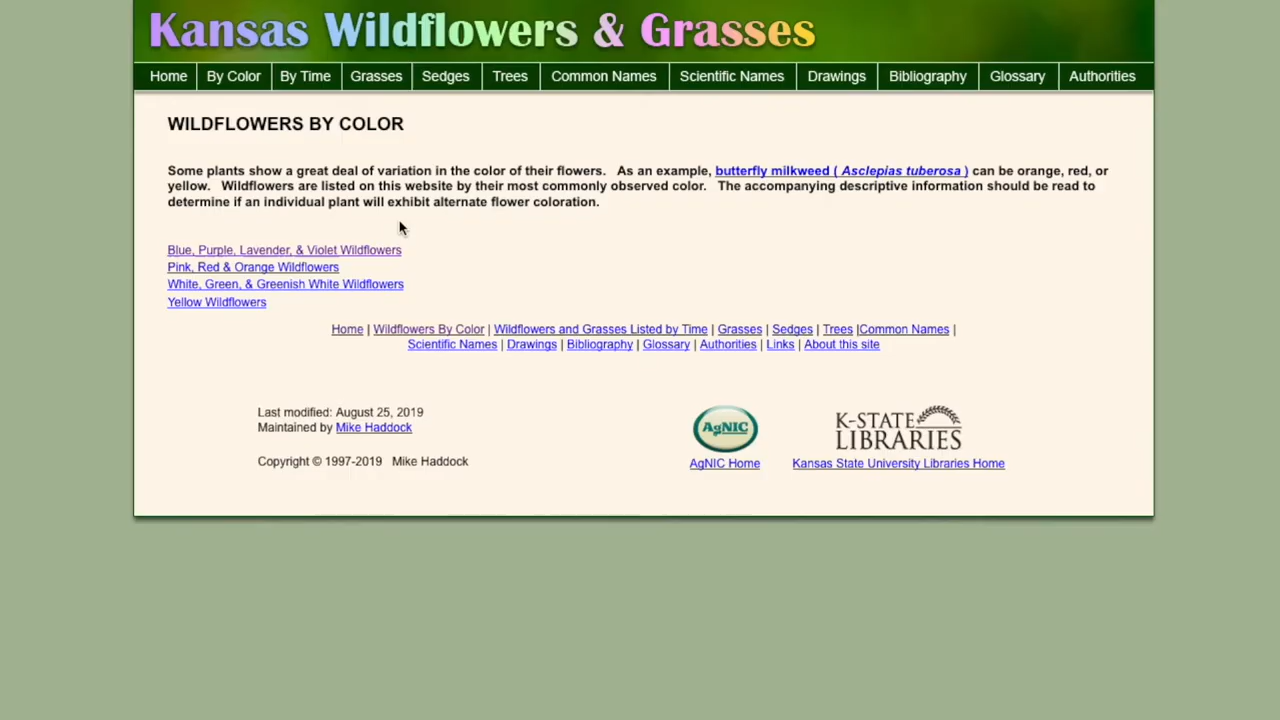 Kansas Wildflowers & Grasses
Home By Color By Time Grasses Sedges Trees Common Names Scientific Names Drawings Bibliography Glossary Authorities
WILDFLOWERS BY COLOR
Some plants show a great deal of variation in the color of their flowers. As an example, butterfly milkweed ( Asclepias tuberosa ) can be orange, red, or
yellow. Wildflowers are listed on this website by their most commonly observed color. The accompanying descriptive information should be read to
determine if an individual plant will exhibit alternate flower coloration.
Blue, Purple, Lavender, & Violet Wildflowers
Pink, Red & Orange Wildflowers
White, Green, & Greenish White Wildflowers
Yellow Wildflowers
Home | Wildflowers By Color | Wildflowers and Grasses Listed by Time | Grasses | Sedges | Trees |Common Names |
Scientific Names | Drawings | Bibliography | Glossary | Authorities | Links | About this site
Last modified: August 25, 2019
Maintained by Mike Haddock
Copyright © 1997-2019 Mike Haddock
AgNIC
AgNIC Home
K-STATE
LIBRARIES
Kansas State University Libraries Home